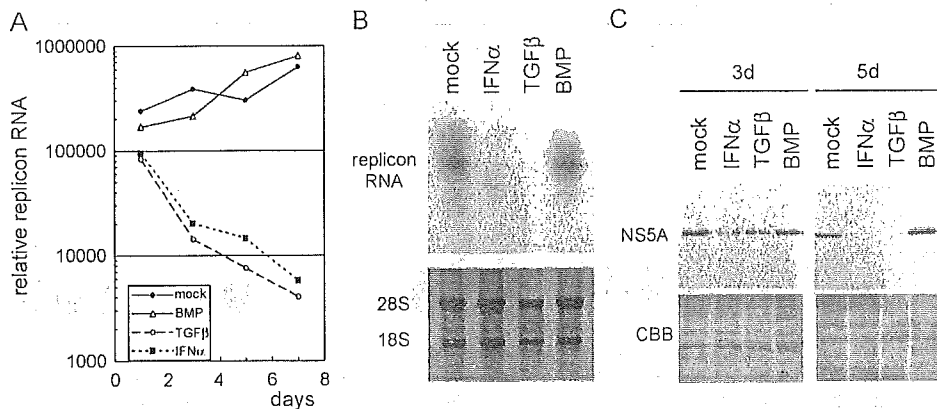 A
relative replicon RNA
1000000
100000
10000
1000
0 2 4 6 8
days
mock
BMP
TGFβ
IFNα
B
mock
IFNα
TGFβ
BMP
replicon
RNA
28S
18S
C
3d
5d
mock
IFNα
TGFβ
BMP
mock
IFNα
TGFβ
BMP
NS5A
CBB